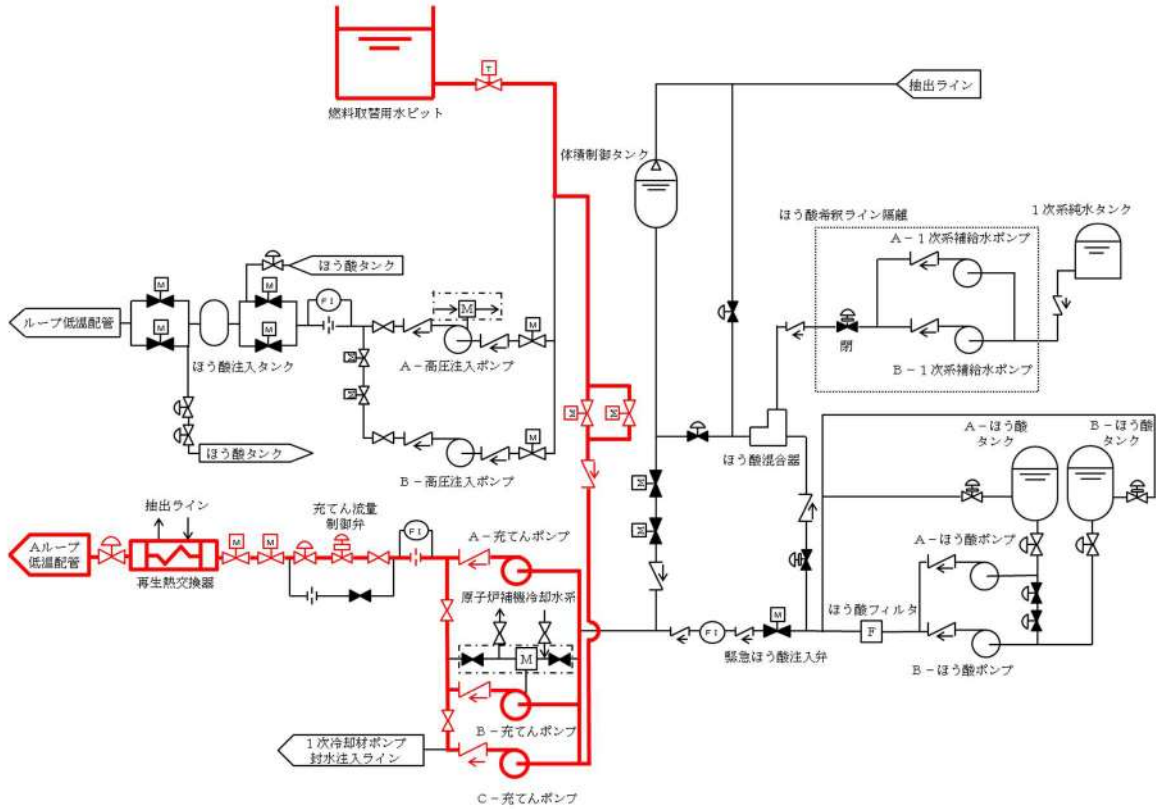 T
燃料取替用水ピット
抽出ライン
体積制御タンク
ほう酸希釈ライン隔離
1次系純水タンク
A-1次系補給水ポンプ
閉
B-1次系補給水ポンプ
ほう酸タンク
M
M
FI
M
M
ループ低温配管
M
M
ほう酸注入タンク
A-高圧注入ポンプ
M
M
M
B-高圧注入ポンプ
ほう酸タンク
M
M
ほう酸混合器
M
M
A-ほう酸
タンク
B-ほう酸
タンク
抽出ライン
充てん流量
制御弁
FI
A-充てんポンプ
Aループ
低温配管
M
M
再生熱交換器
原子炉補機冷却水系
M
B-充てんポンプ
1次冷却材ポンプ
封水注入ライン
C-充てんポンプ
FI
M
緊急ほう酸注入弁
ほう酸フィルタ
F
A-ほう酸ポンプ
B-ほう酸ポンプ